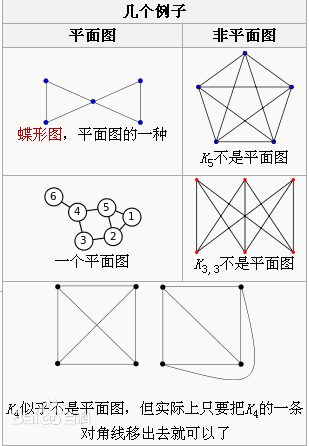 几个例子
平面图 非平面图
蝶形图，平面图的一种
K5不是平面图
6
4
5
1
3
2
一个平面图
K3,3不是平面图
K4似乎不是平面图，但实际上只要把K4的一条
对角线移出去就可以了
Bai 百科